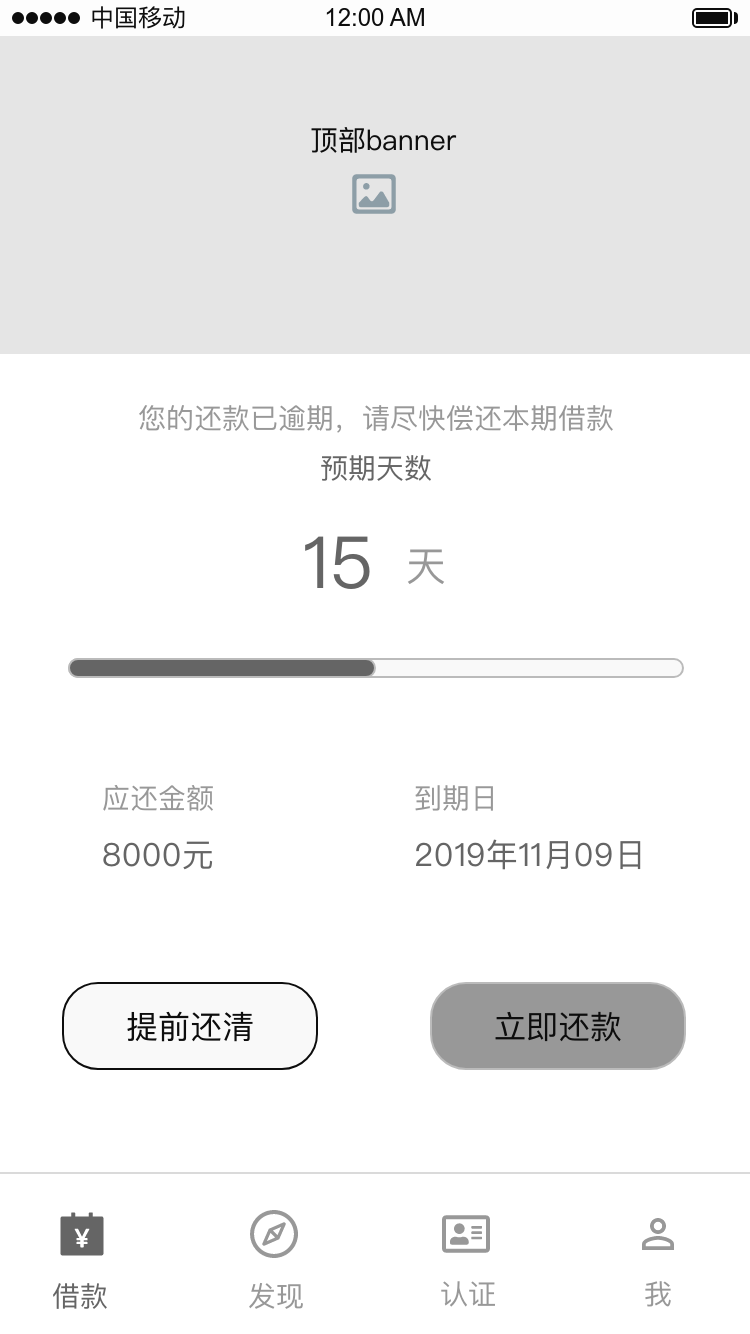 中国移动 12:00 AM
顶部banner
您的还款已逾期，请尽快偿还本期借款
预期天数
15 天
应还金额 到期日
8000元 2019年11月09日
提前还清 立即还款
¥
借款 发现 认证 我